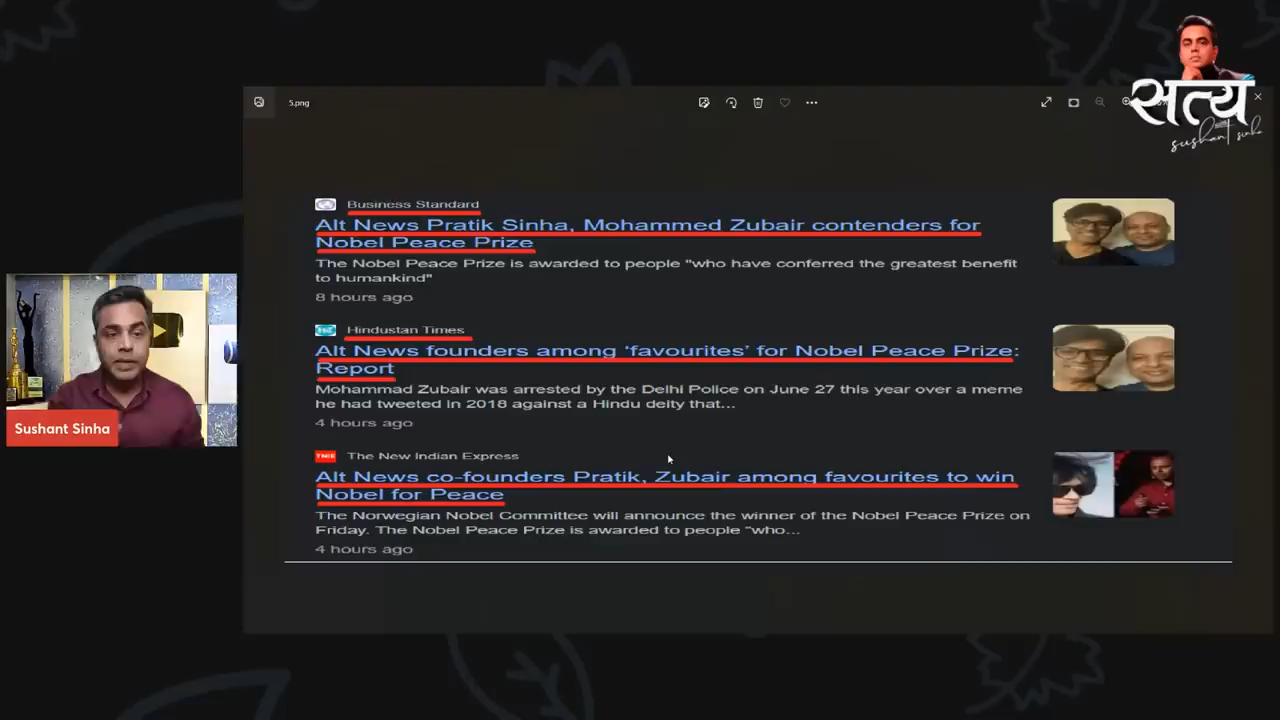 5.png
सत्य
sushant sinha
Business Standard
Alt News Pratik Sinha, Mohammed Zubair contenders for
Nobel Peace Prize
The Nobel Peace Prize is awarded to people "who have conferred the greatest benefit
to humankind"
8 hours ago
Hindustan Times
Alt News founders among ‘favourites’ for Nobel Peace Prize:
Report
Mohammad Zubair was arrested by the Delhi Police on June 27 this year over a meme
he had tweeted in 2018 against a Hindu deity that...
4 hours ago
Sushant Sinha
TNIE
The New Indian Express
Alt News co-founders Pratik, Zubair among favourites to win
Nobel for Peace
The Norwegian Nobel Committee will announce the winner of the Nobel Peace Prize on
Friday. The Nobel Peace Prize is awarded to people “who...
4 hours ago